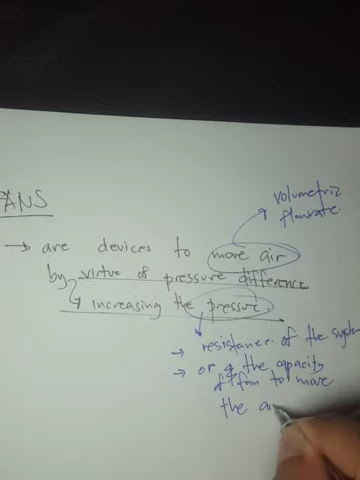 ANS
volumetric
flowrate.
→ are devices to move air
by virtue of pressure difference
↳ increasing the pressure.
→ resistance of the system
→ or of the capacity
of fan to move
the a